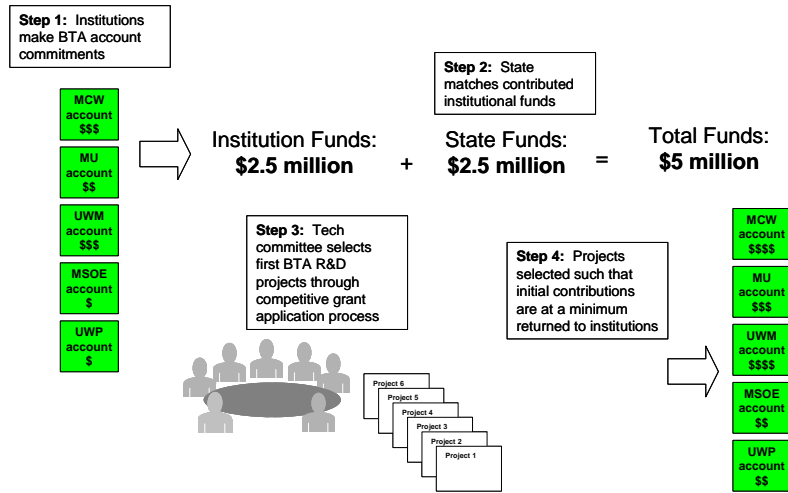 Step 1: Institutions
make BTA account
commitments
MCW
account
$$$
MU
account
$$
UWM
account
$$$
MSOE
account
$
UWP
account
$
Step 2: State
matches contributed
institutional funds
Institution Funds:
$2.5 million
+
State Funds:
$2.5 million
=
Total Funds:
$5 million
Step 3: Tech
committee selects
first BTA R&D
projects through
competitive grant
application process
Project 6
Project 5
Project 4
Project 3
Project 2
Project 1
Step 4: Projects
selected such that
initial contributions
are at a minimum
returned to institutions
MCW
account
$$$$
MU
account
$$$
UWM
account
$$$$
MSOE
account
$$
UWP
account
$$